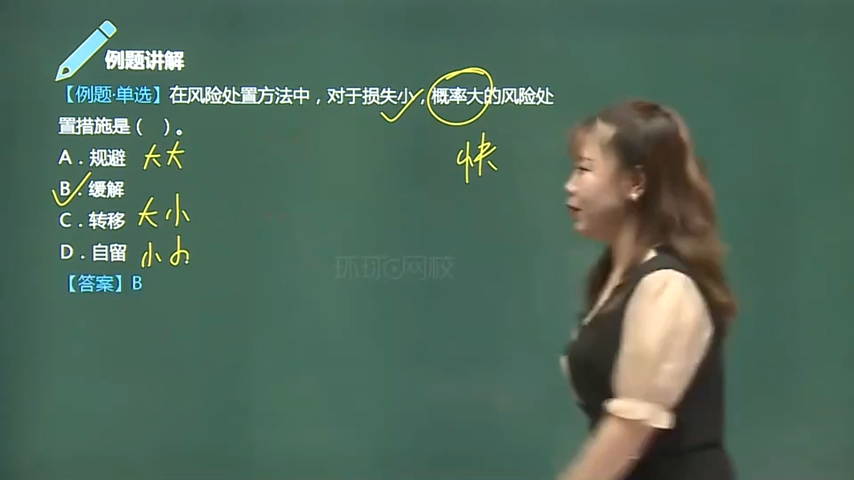 例题讲解
【例题·单选】在风险处置方法中，对于损失小，概率大的风险处
置措施是（ ）。
快
A．规避 大大
B．缓解
C．转移 大小
D．自留 小小
环球网校
【答案】B